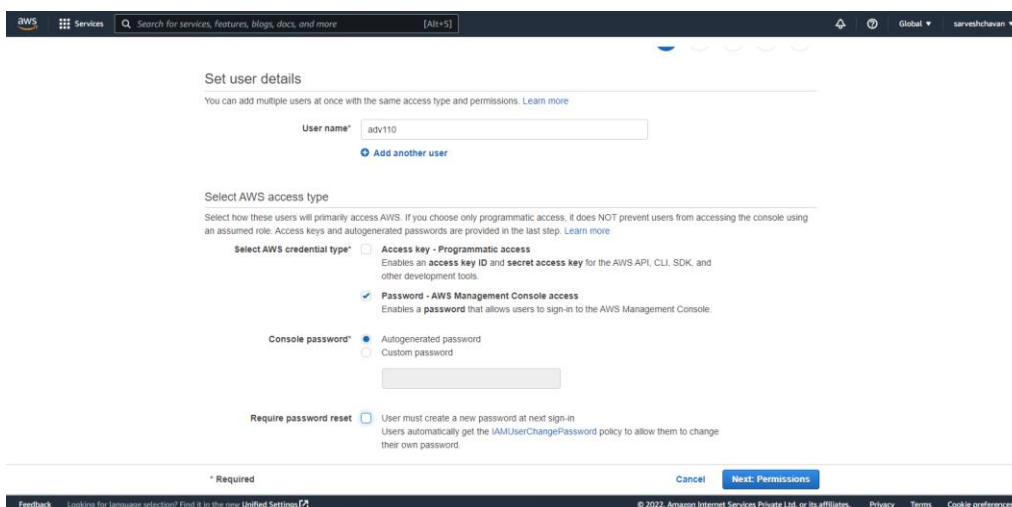 aws Services Search for services, features, blogs, docs, and more [Alt+S] Global sarveshchavan
Set user details
You can add multiple users at once with the same access type and permissions. Learn more
User name* adv110
Add another user
Select AWS access type
Select how these users will primarily access AWS. If you choose only programmatic access, it does NOT prevent users from accessing the console using
an assumed role. Access keys and autogenerated passwords are provided in the last step. Learn more
Select AWS credential type* Access key - Programmatic access
Enables an access key ID and secret access key for the AWS API, CLI, SDK, and
other development tools.
Password - AWS Management Console access
Enables a password that allows users to sign-in to the AWS Management Console.
Console password* Autogenerated password
Custom password
Require password reset User must create a new password at next sign-in
Users automatically get the IAMUserChangePassword policy to allow them to change
their own password.
* Required Cancel Next: Permissions
Feedback Looking for language selection? Find it in the new Unified Settings © 2022, Amazon Internet Services Private Ltd. or its affiliates. Privacy Terms Cookie preferences